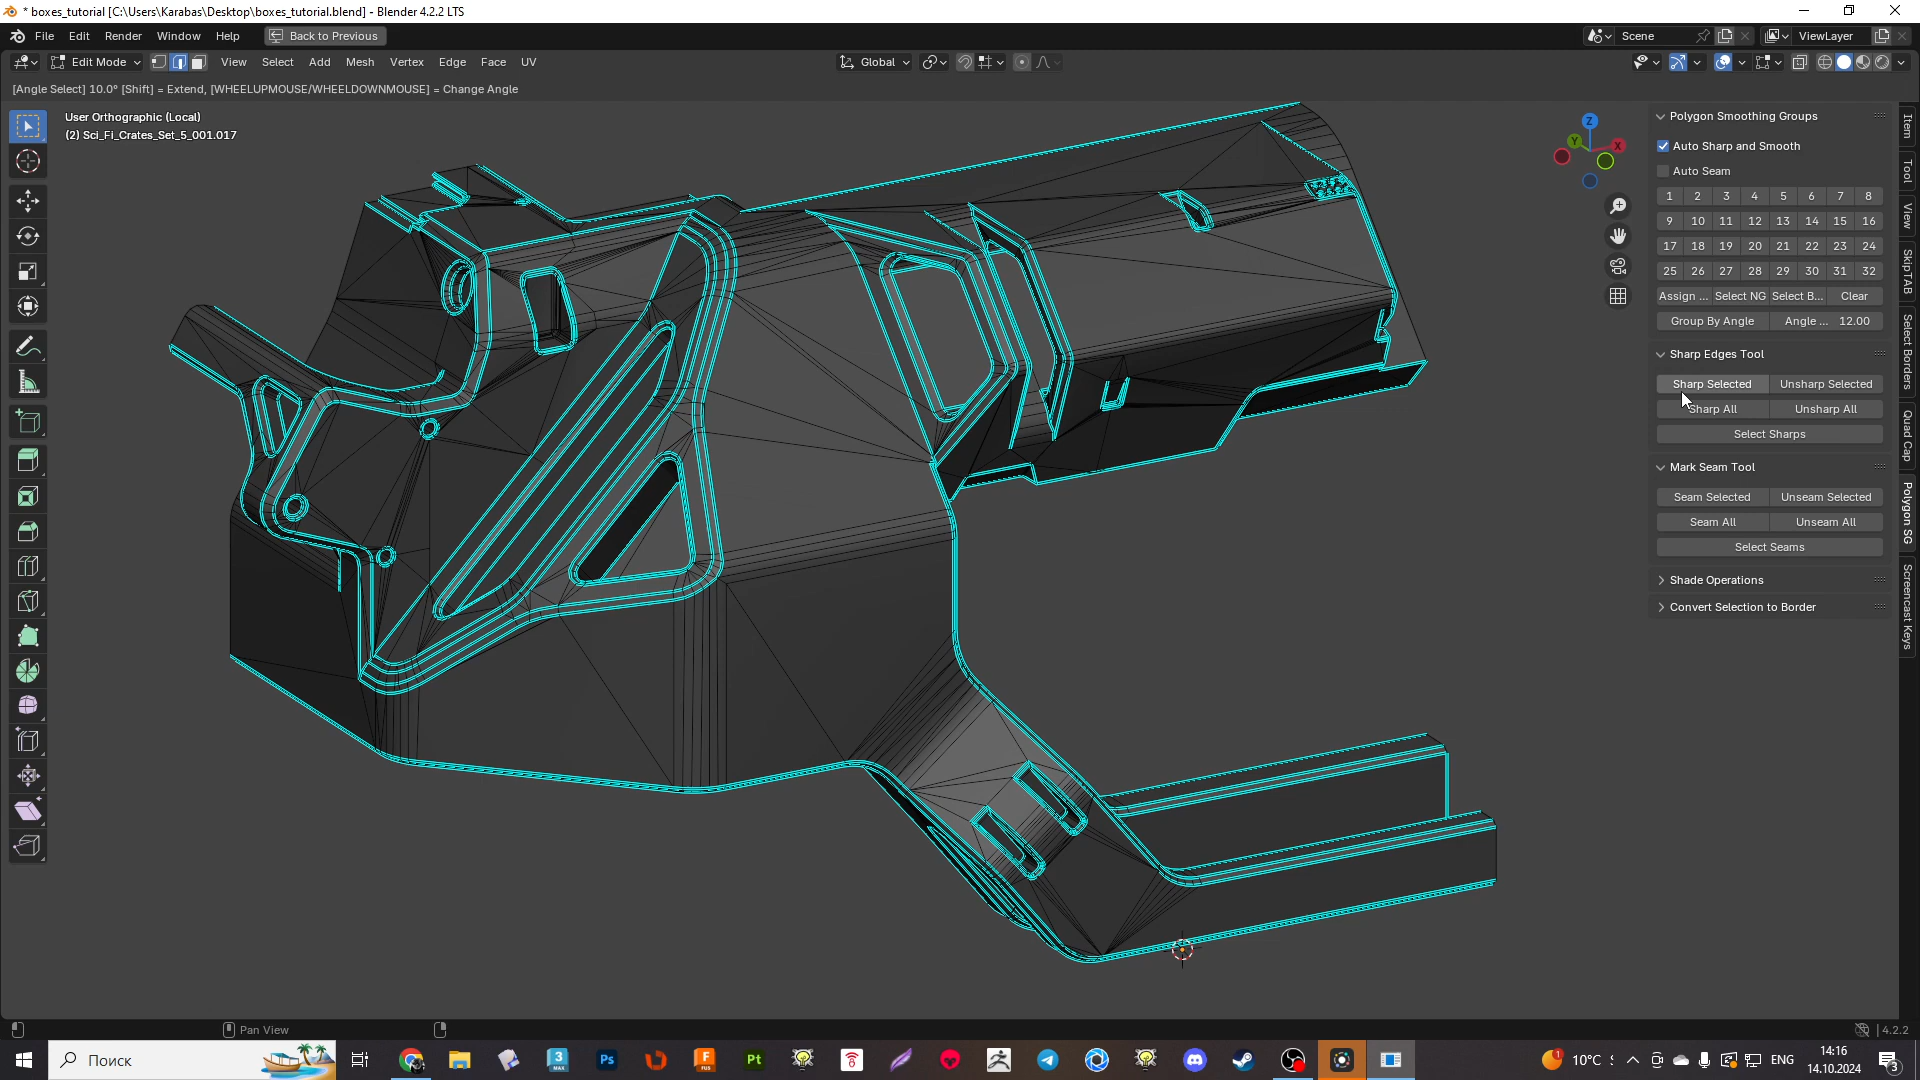 * boxes_tutorial [C:\Users\Karabas\Desktop\boxes_tutorial.blend] - Blender 4.2.2 LTS
File Edit Render Window Help Back to Previous
Scene ViewLayer
Edit Mode View Select Add Mesh Vertex Edge Face UV Global
[Angle Select] 10.0° [Shift] = Extend, [WHEELUPMOUSE/WHEELDOWNMOUSE] = Change Angle
User Orthographic (Local)
(2) Sci_Fi_Crates_Set_5_001.017
Z
Y
X
Polygon Smoothing Groups
Auto Sharp and Smooth
Auto Seam
1 2 3 4 5 6 7 8
9 10 11 12 13 14 15 16
17 18 19 20 21 22 23 24
25 26 27 28 29 30 31 32
Assign ... Select NG Select B... Clear
Group By Angle Angle ... 12.00
Sharp Edges Tool
Sharp Selected Unsharp Selected
Sharp All Unsharp All
Select Sharps
Mark Seam Tool
Seam Selected Unseam Selected
Seam All Unseam All
Select Seams
Shade Operations
Convert Selection to Border
Item
Tool
View
SkipTAB
Select Borders
Quad Cap
Polygon SG
Screencast Keys
Pan View
4.2.2
Поиск
3
MAX
Ps
F
FUS
Pt
1
10°C
ENG
14:16
14.10.2024
3